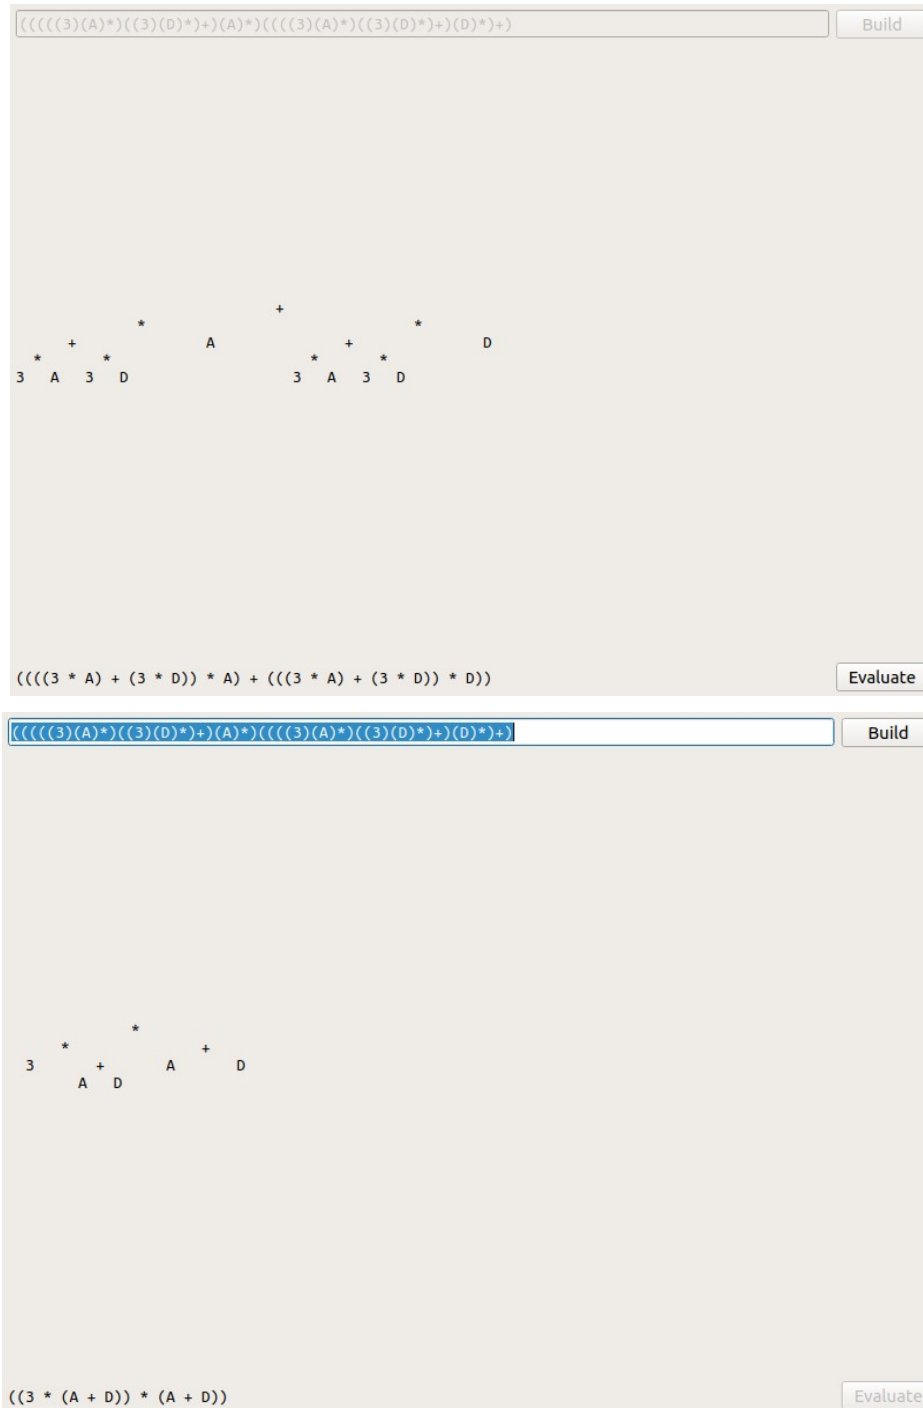 (((((3)(A)*)((3)(D)*)+)(A)*)((((3)(A)*)((3)(D)*)+)(D)*)+) Build
+
* *
+ A + D
* * * *
3 A 3 D 3 A 3 D
((((3 * A) + (3 * D)) * A) + (((3 * A) + (3 * D)) * D)) Evaluate
(((((3)(A)*)((3)(D)*)+)(A)*)((((3)(A)*)((3)(D)*)+)(D)*)+) Build
*
* +
3 + A D
A D
((3 * (A + D)) * (A + D)) Evaluate